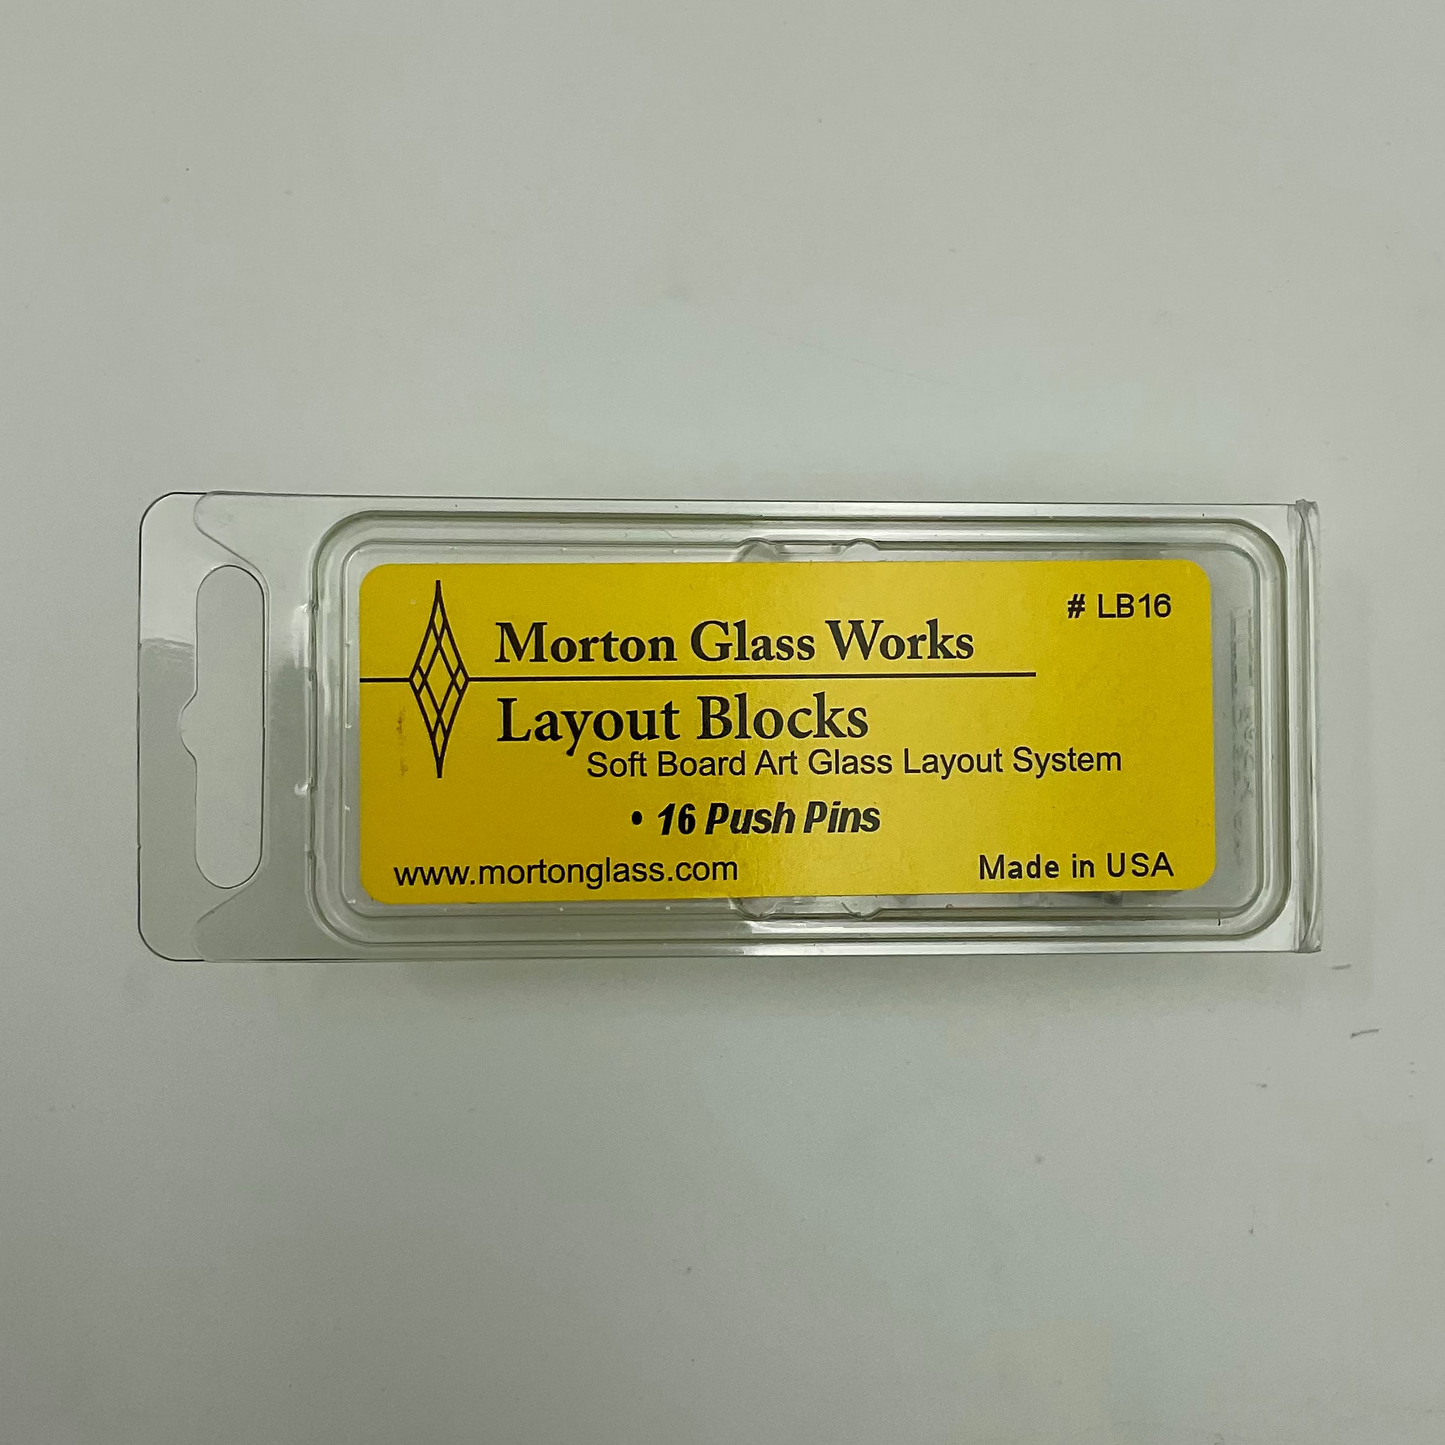 # LB16
Morton Glass Works
Layout Blocks
Soft Board Art Glass Layout System
• 16 Push Pins
www.mortonglass.com
Made in USA